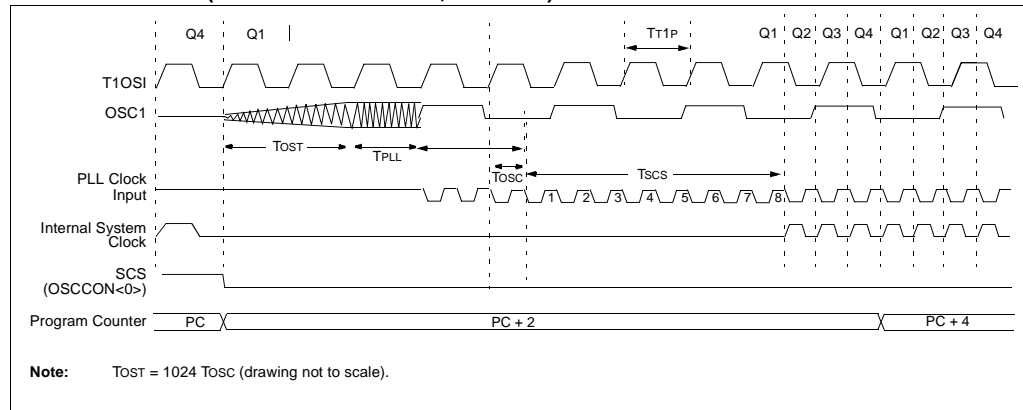 Q4 Q1 Q1 Q2 Q3 Q4 Q1 Q2 Q3 Q4
TT1P
T1OSI
OSC1
TOST TPLL
TOSC TSCS
PLL Clock
Input
1 2 3 4 5 6 7 8
Internal System
Clock
SCS
(OSCCON<0>)
Program Counter PC PC + 2 PC + 4
Note: TOST = 1024 TOSC (drawing not to scale).